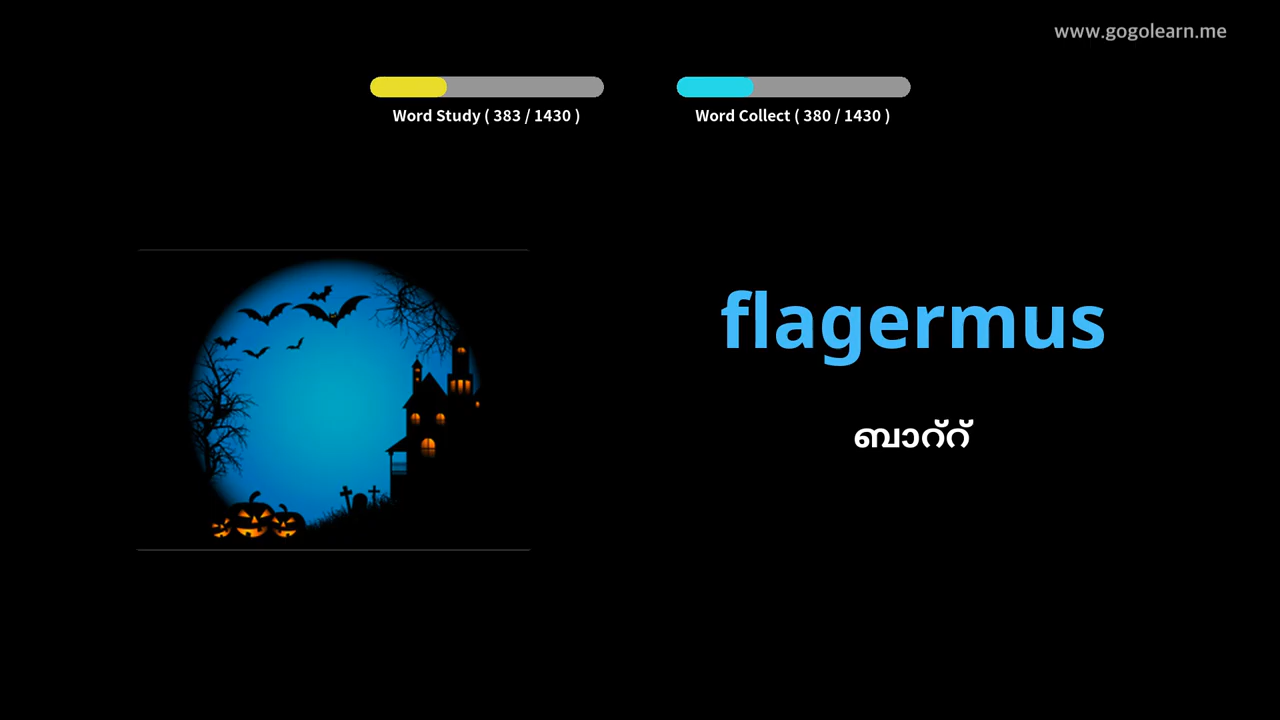 www.gogolearn.me
Word Study ( 383 / 1430 )
Word Collect ( 380 / 1430 )
flagermus
ബാറ്റ്